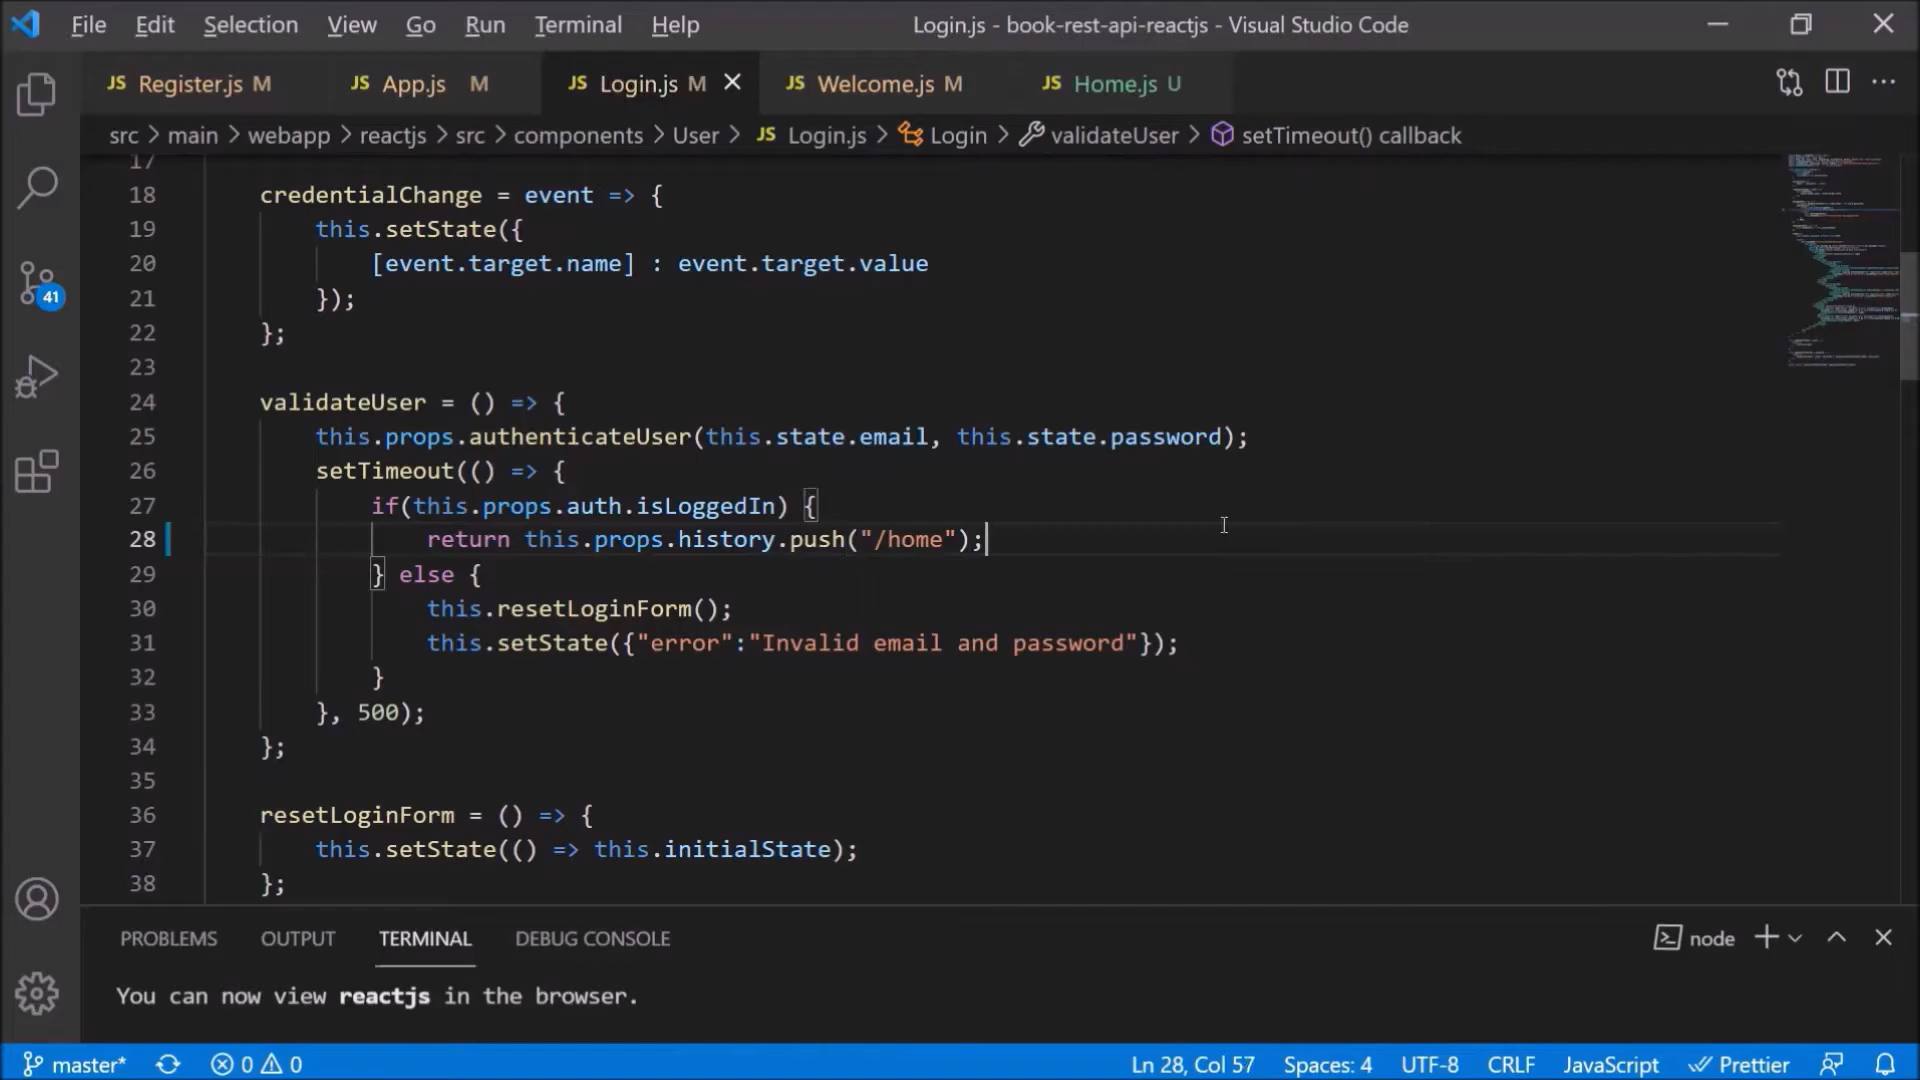 File Edit Selection View Go Run Terminal Help Login.js - book-rest-api-reactjs - Visual Studio Code
JS Register.js M JS App.js M JS Login.js M JS Welcome.js M JS Home.js U
src > main > webapp > reactjs > src > components > User > JS Login.js > Login > validateUser > setTimeout() callback
17
18 credentialChange = event => {
19 this.setState({
20 [event.target.name] : event.target.value
21 });
22 };
23
24 validateUser = () => {
25 this.props.authenticateUser(this.state.email, this.state.password);
26 setTimeout(() => {
27 if(this.props.auth.isLoggedIn) {
28 return this.props.history.push("/home");
29 } else {
30 this.resetLoginForm();
31 this.setState({"error":"Invalid email and password"});
32 }
33 }, 500);
34 };
35
36 resetLoginForm = () => {
37 this.setState(() => this.initialState);
38 };
41
PROBLEMS OUTPUT TERMINAL DEBUG CONSOLE node
You can now view reactjs in the browser.
master* 0 0 Ln 28, Col 57 Spaces: 4 UTF-8 CRLF JavaScript Prettier